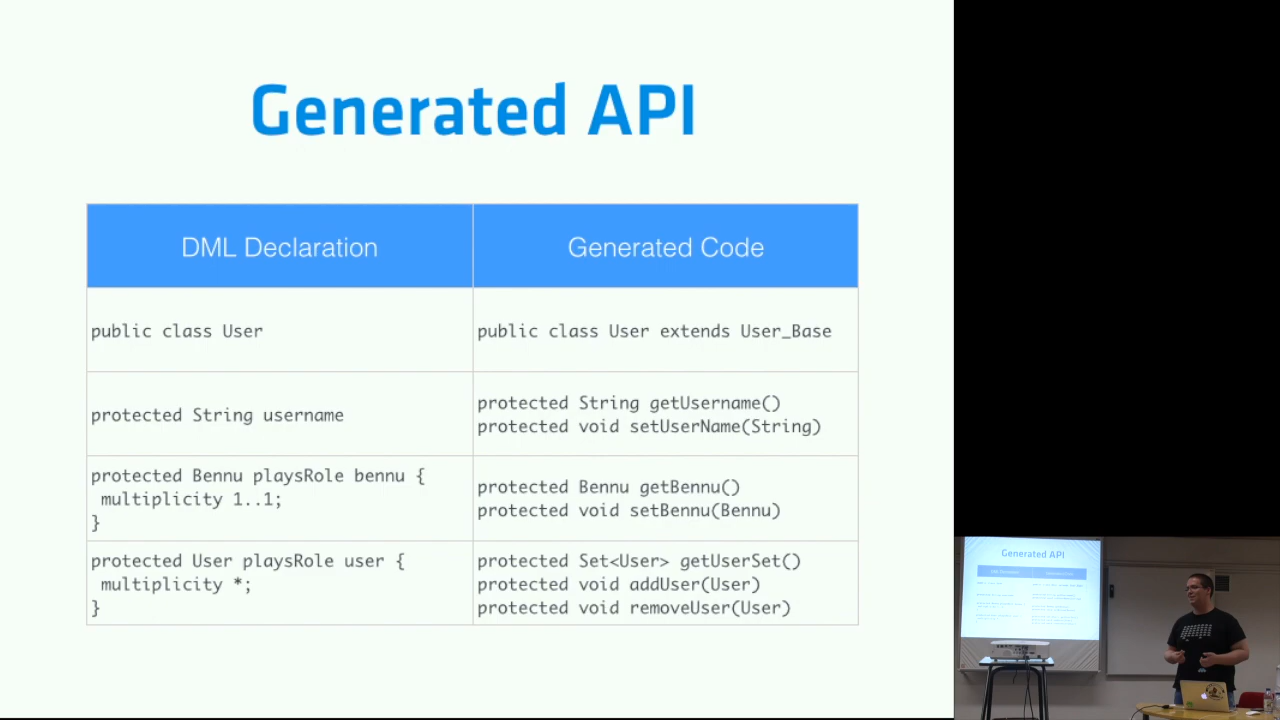 Generated API
DML Declaration
Generated Code
public class User
public class User extends User_Base
protected String username
protected String getUsername()
protected void setUserName(String)
protected Bennu playsRole bennu {
multiplicity 1..1;
}
protected Bennu getBennu()
protected void setBennu(Bennu)
protected User playsRole user {
multiplicity *;
}
protected Set<User> getUserSet()
protected void addUser(User)
protected void removeUser(User)
Generated API